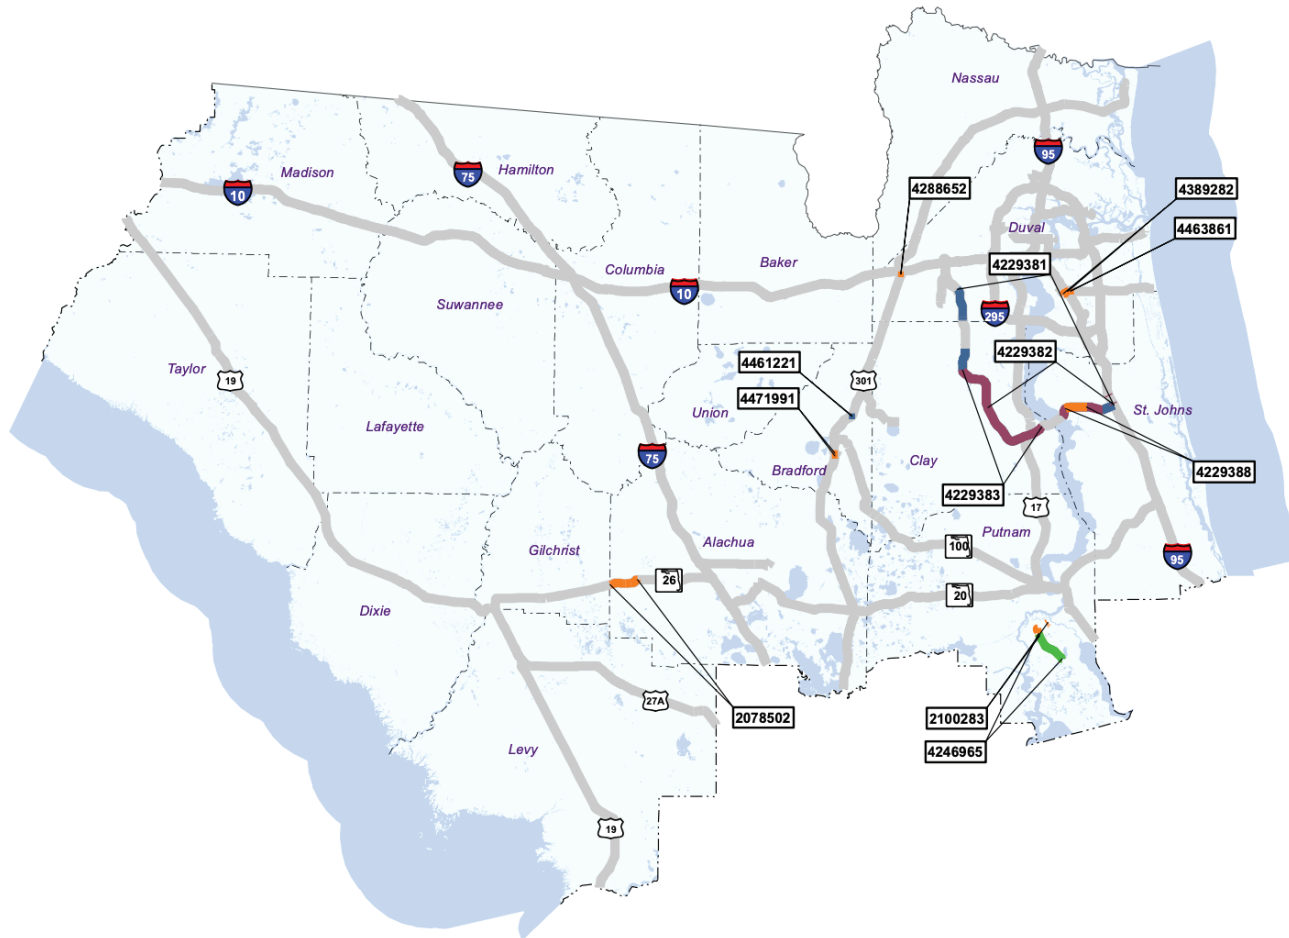 Nassau
95
Madison
Hamilton
75
10
4288652
4389282
4463861
Duval
Baker
Columbia
4229381
10
Suwannee
295
4229382
4461221
Taylor
19
301
4471991
Union
St. Johns
Lafayette
75
Bradford
Clay
4229388
4229383
17
Putnam
Alachua
Gilchrist
100
95
26
20
Dixie
27A
2078502
2100283
Levy
4246965
19